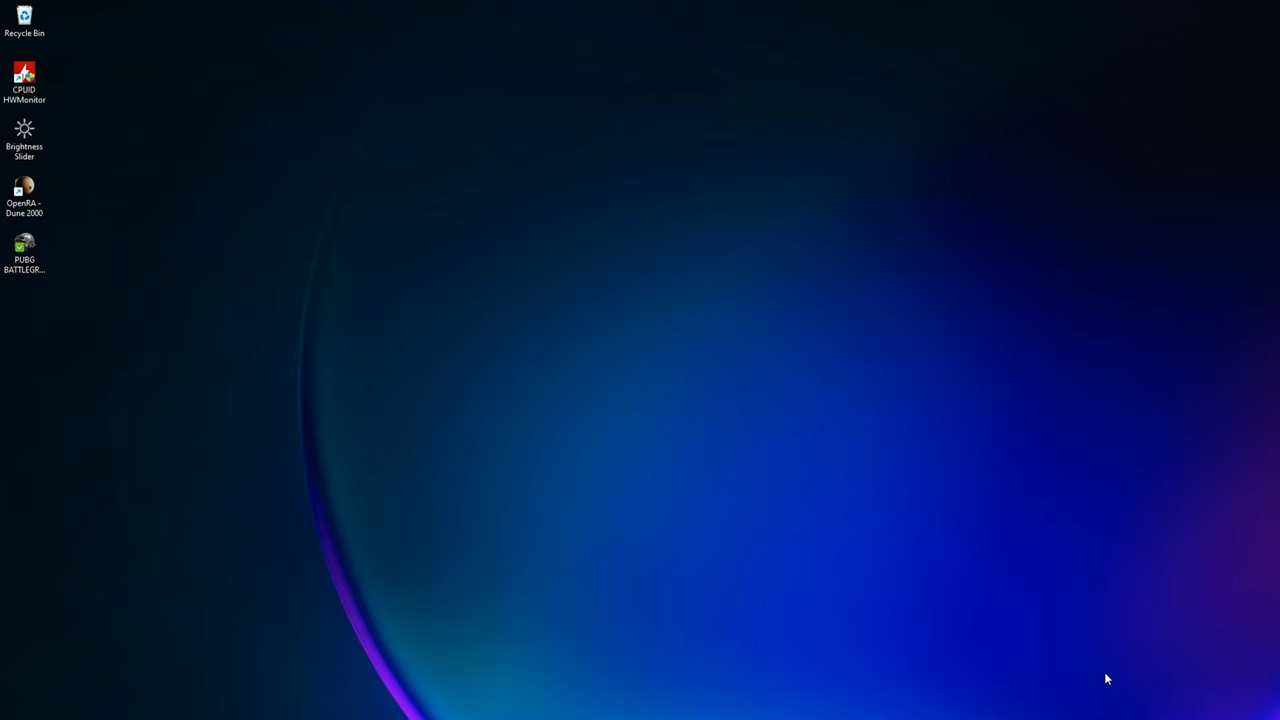 Recycle Bin
CPUID
HWMonitor
Brightness
Slider
OpenRA -
Dune 2000
PUBG
BATTLEGR...